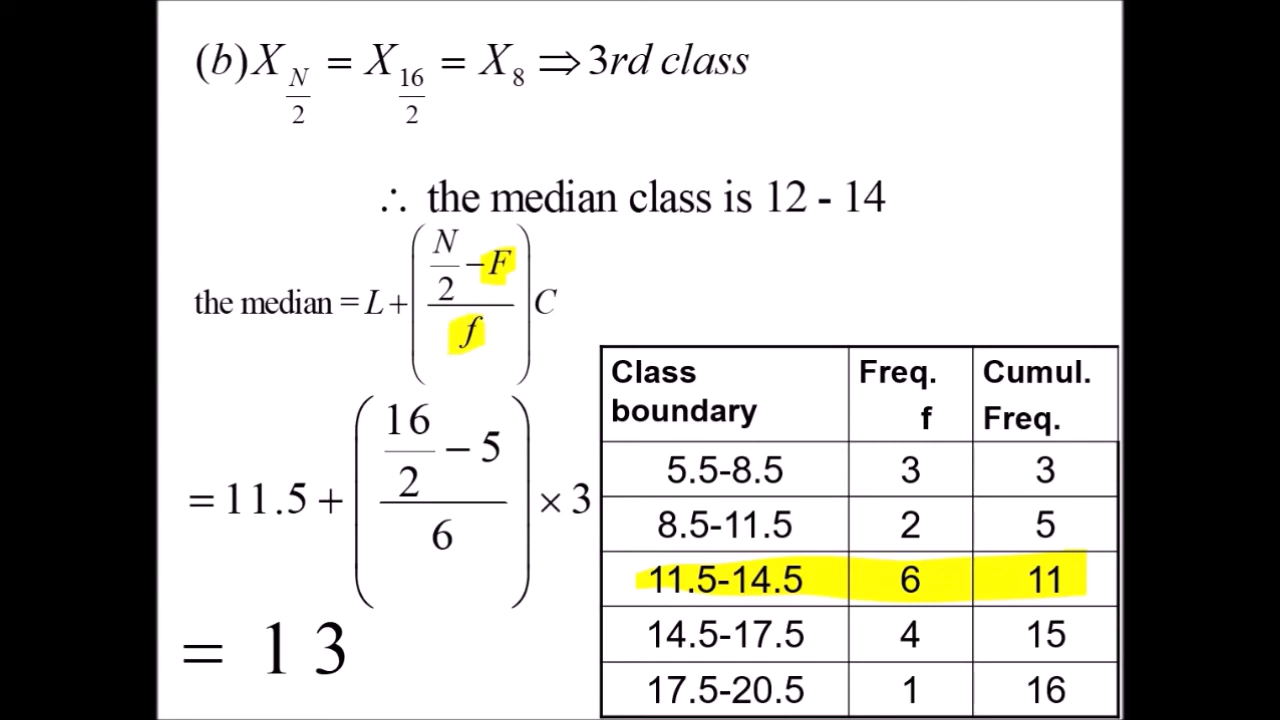 (b) X_{N/2} = X_{16/2} = X_8 ⇒ 3rd class
∴ the median class is 12 - 14
the median = L + ( (N/2 − F) / f ) C
= 11.5 + ( (16/2 − 5) / 6 ) × 3
= 13
Class boundary | Freq. f | Cumul. Freq.
5.5-8.5 | 3 | 3
8.5-11.5 | 2 | 5
11.5-14.5 | 6 | 11
14.5-17.5 | 4 | 15
17.5-20.5 | 1 | 16